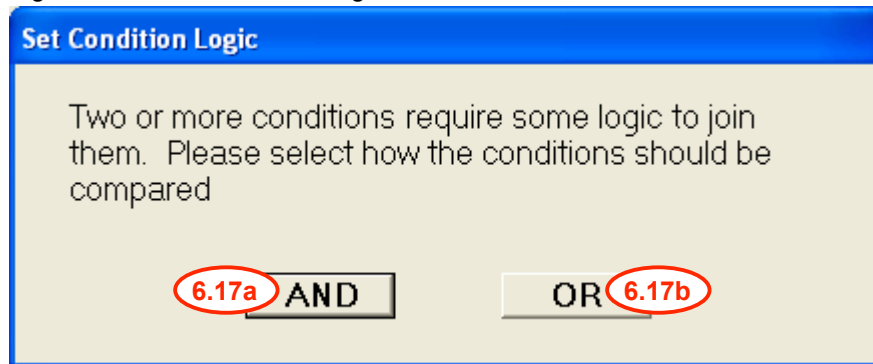 Set Condition Logic
Two or more conditions require some logic to join
them. Please select how the conditions should be
compared
6.17a AND OR 6.17b